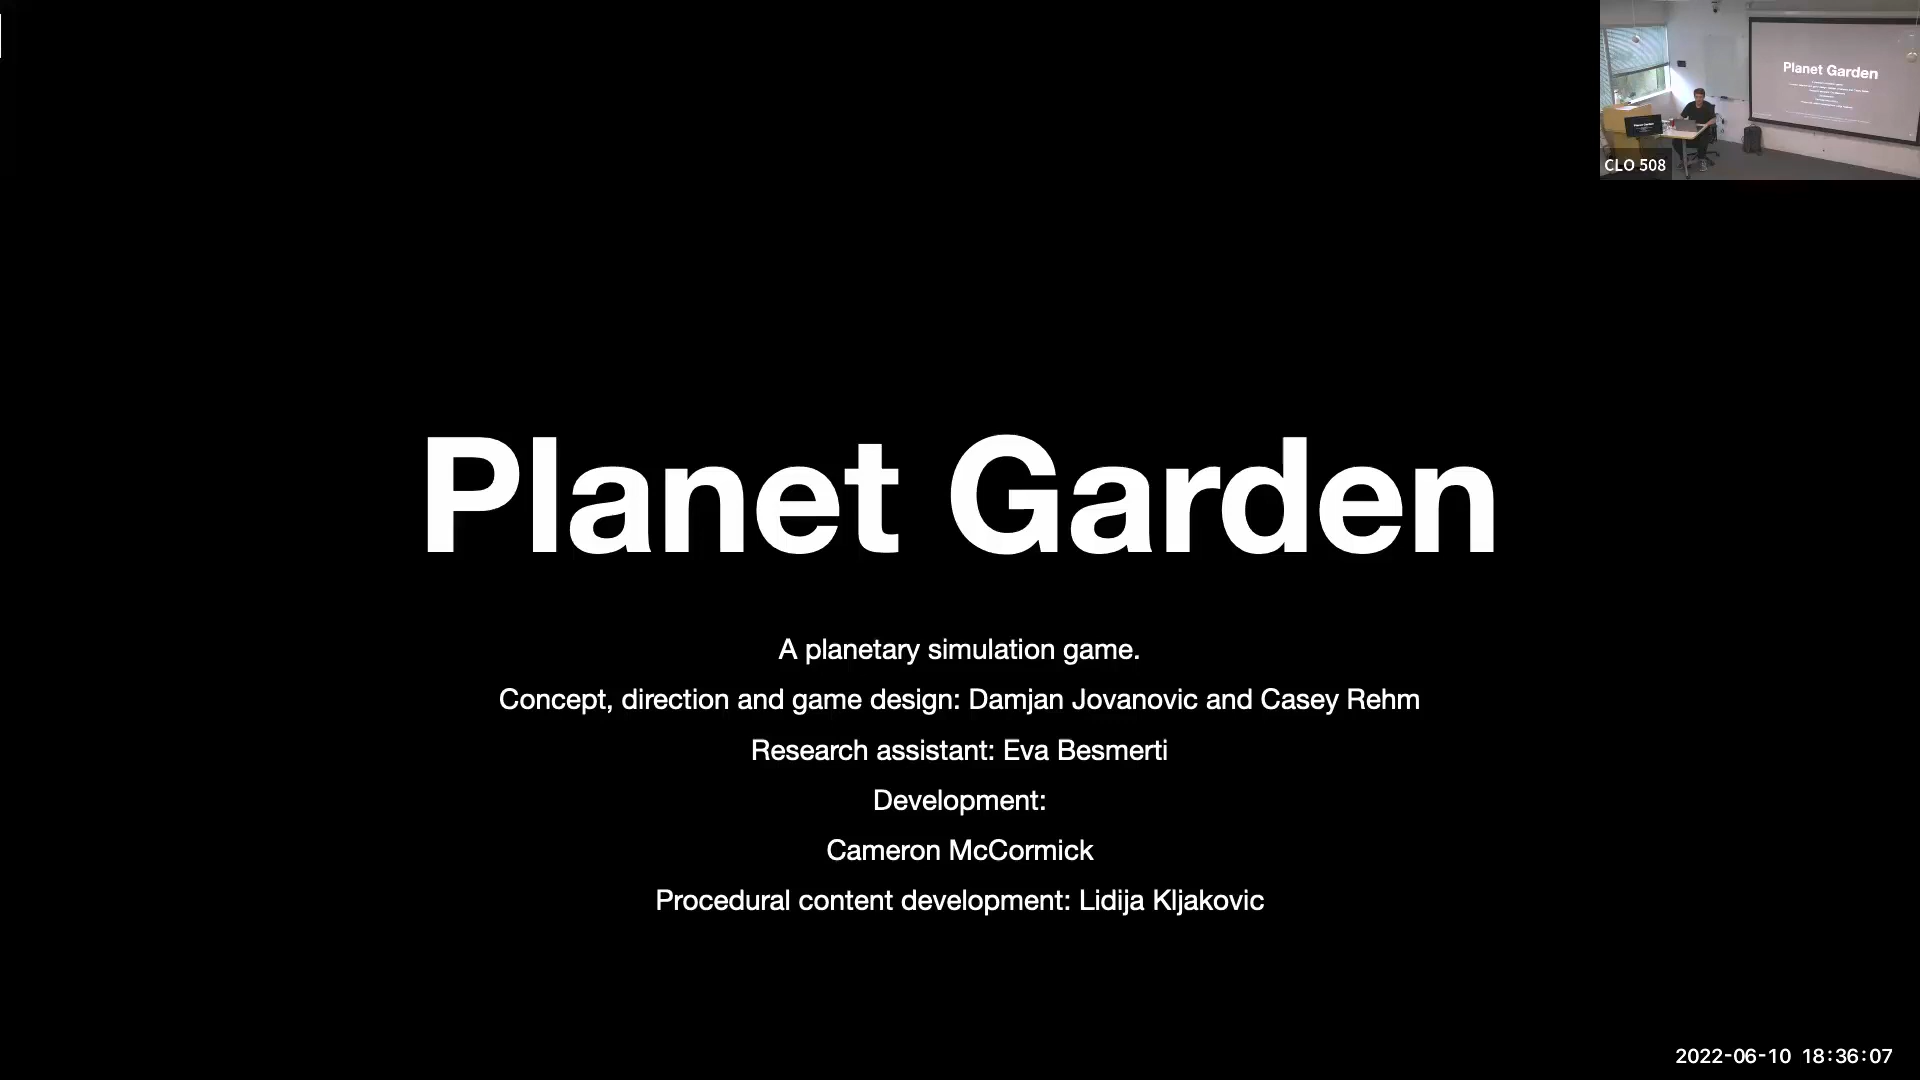 Planet Garden
CLO 508
Planet Garden
A planetary simulation game.
Concept, direction and game design: Damjan Jovanovic and Casey Rehm
Research assistant: Eva Besmerti
Development:
Cameron McCormick
Procedural content development: Lidija Kljakovic
2022-06-10 18:36:07